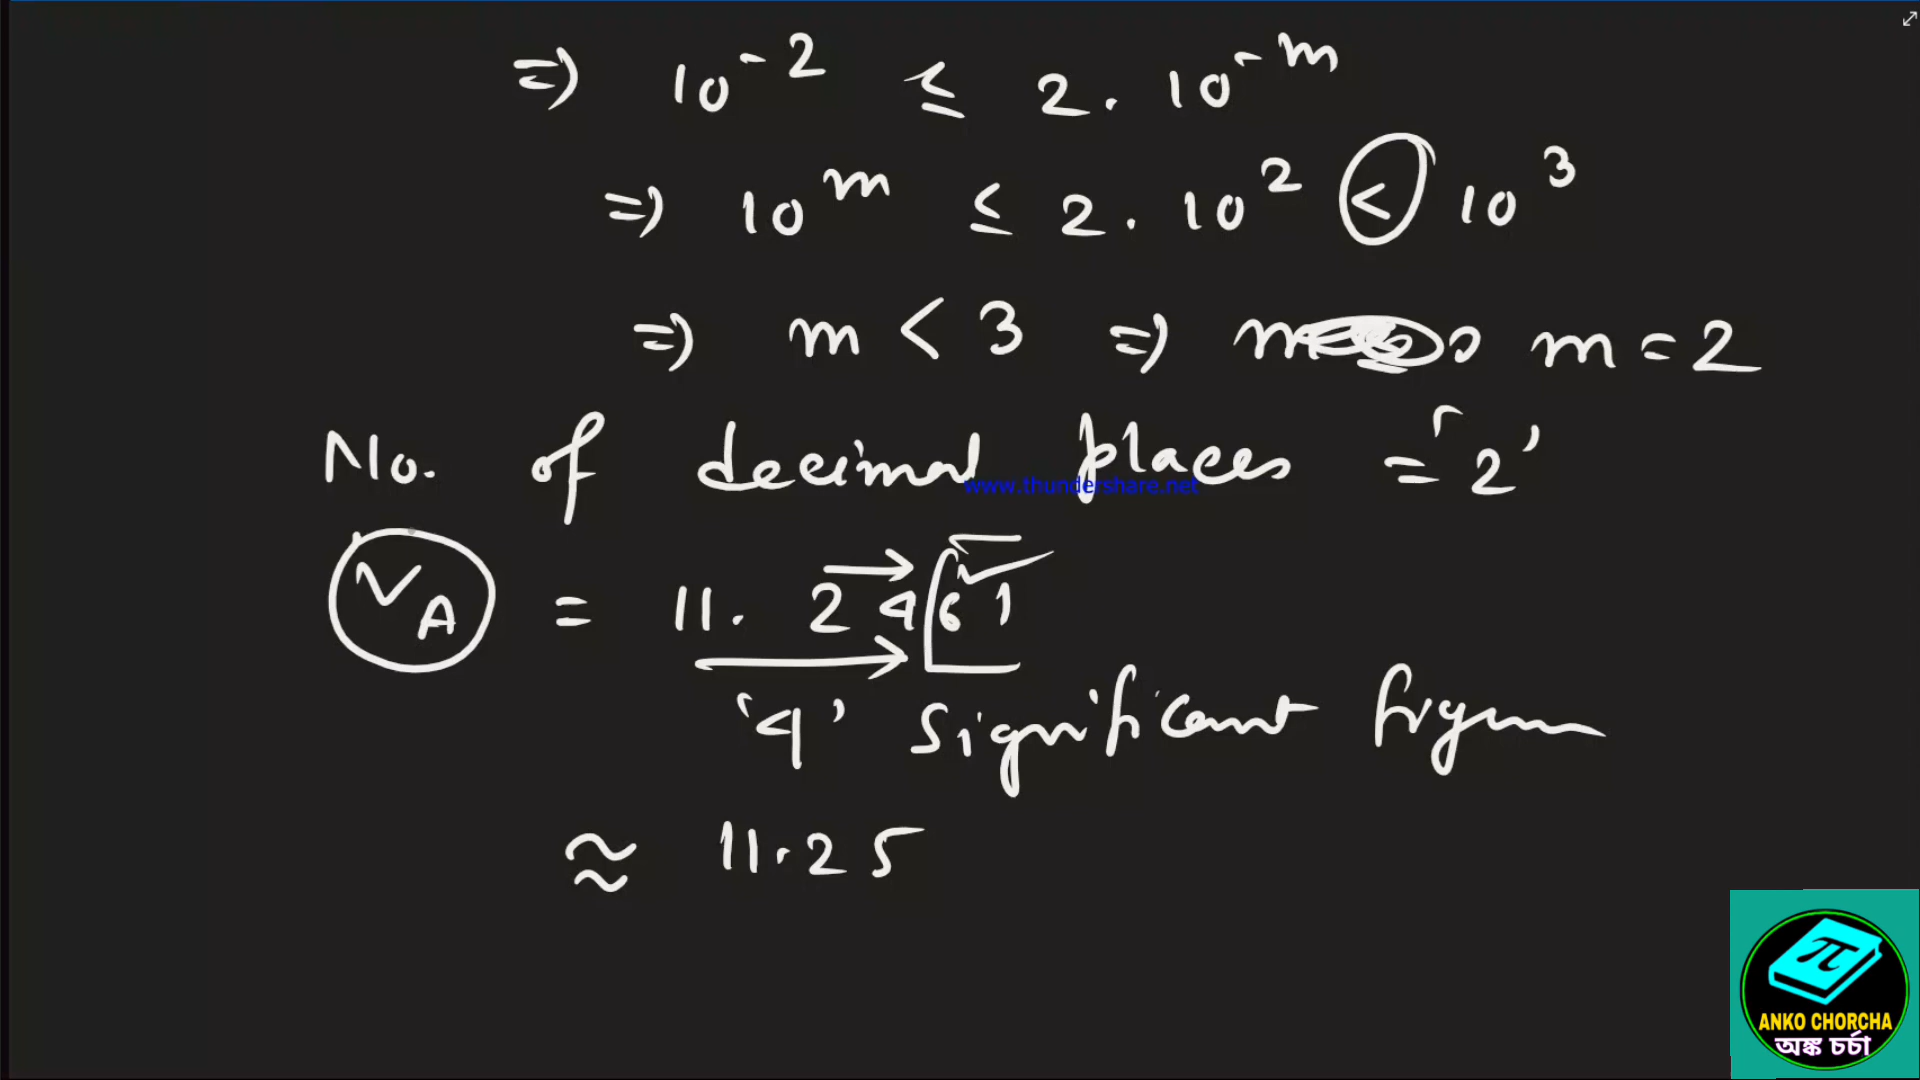 =) 10^-2 ≤ 2. 10^-m
=) 10^m ≤ 2. 10^2 < 10^3
=) m < 3 =) m = 2
No. of decimal places = '2'
www.thundershare.net
V_A = 11. 2 4 6 1
'4' significant figures
≈ 11.25
ANKO CHORCHA
অঙ্ক চর্চা